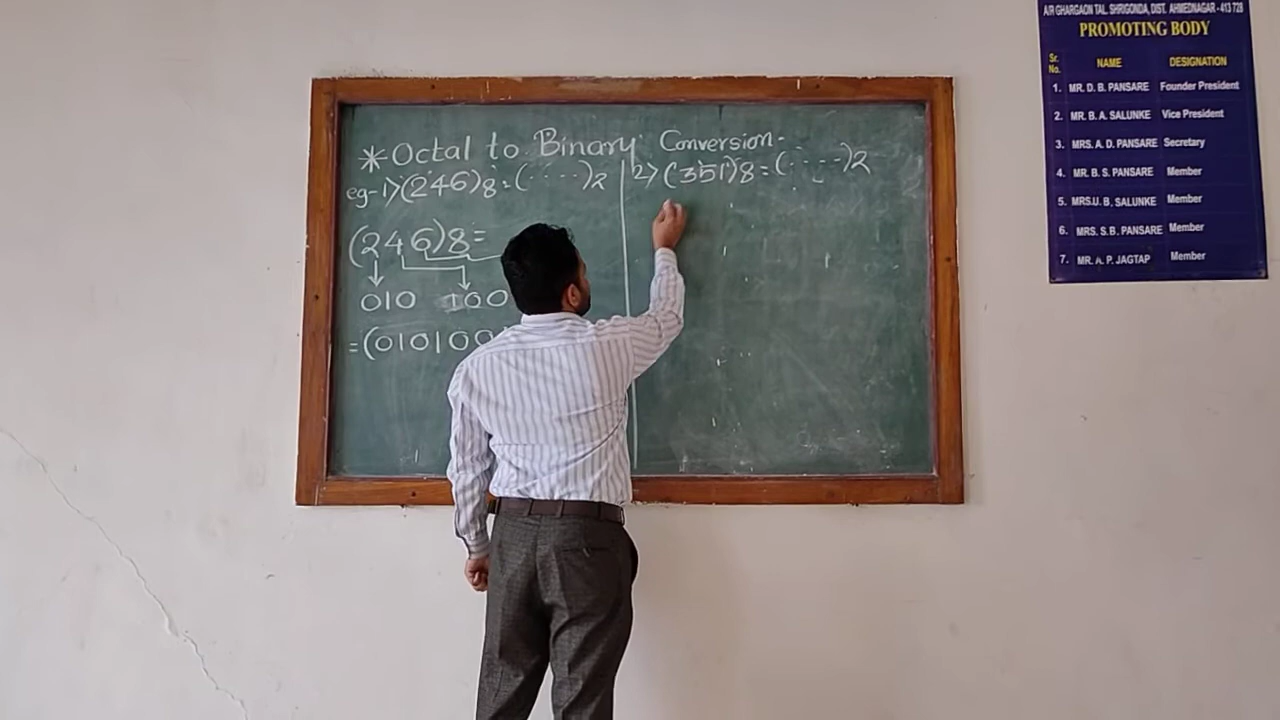 *Octal to Binary Conversion-
eg-1>(246)8=(....)2
2>(351)8=(....)2
(246)8=
010 100
=(010100
A/R GHARGAON TAL. SHRIGONDA, DIST. AHMEDNAGAR - 413 728
PROMOTING BODY
Sr. No. NAME DESIGNATION
1. MR. D. B. PANSARE Founder President
2. MR. B. A. SALUNKE Vice President
3. MRS. A. D. PANSARE Secretary
4. MR. B. S. PANSARE Member
5. MRS.U. B. SALUNKE Member
6. MRS. S.B. PANSARE Member
7. MR. A. P. JAGTAP Member